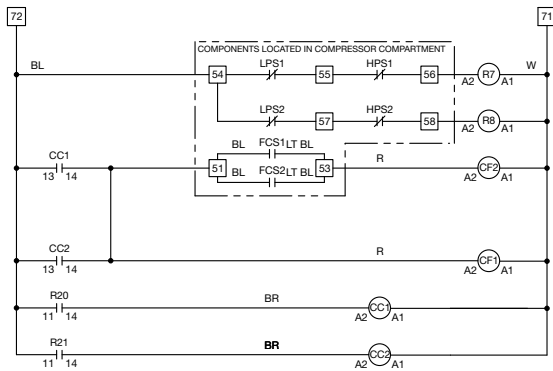 72 71
COMPONENTS LOCATED IN COMPRESSOR COMPARTMENT
BL 54 LPS1 55 HPS1 56 A2 R7 A1 W
LPS2 57 HPS2 58 A2 R8 A1
CC1 13 14 51 BL FCS1 LT BL 53 R A2 CF2 A1
BL FCS2 LT BL
CC2 13 14 R A2 CF1 A1
R20 11 14 BR A2 CC1 A1
R21 11 14 BR A2 CC2 A1